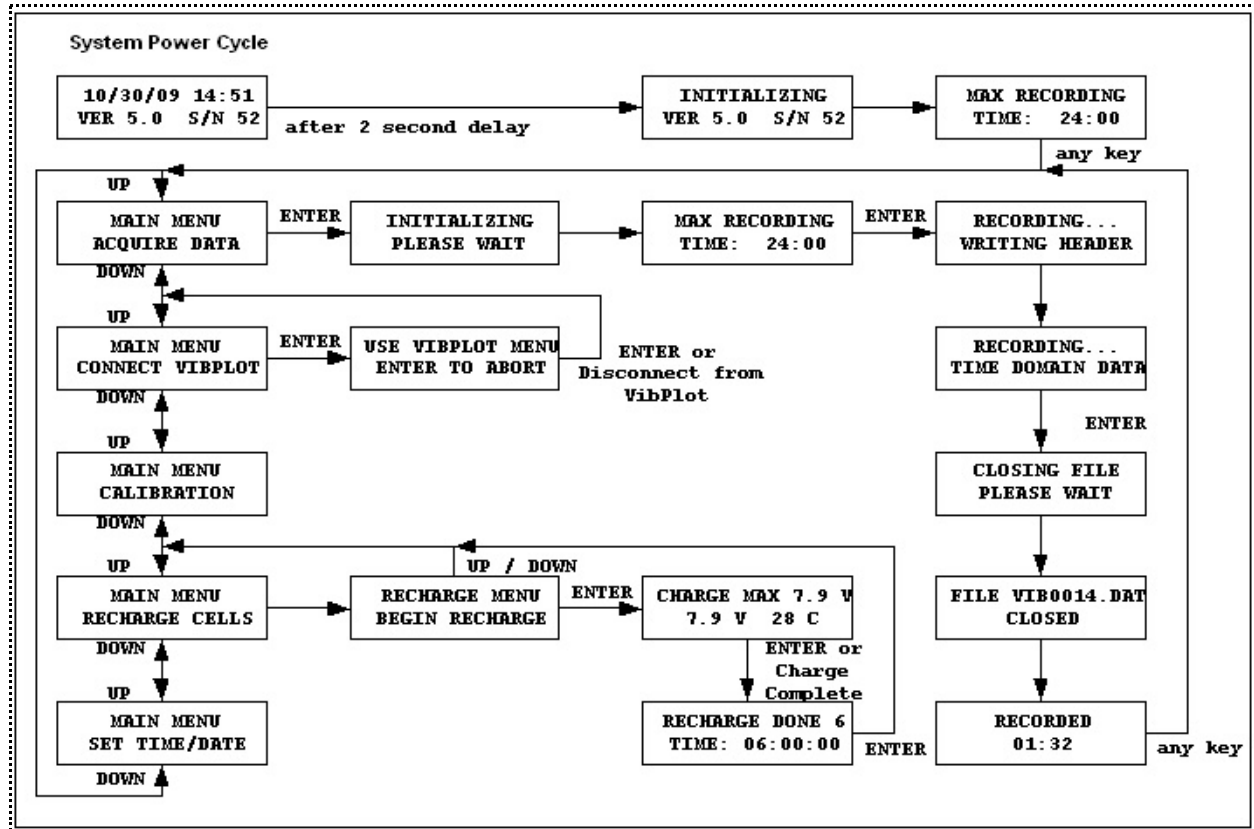 System Power Cycle
10/30/09 14:51
VER 5.0 S/N 52
after 2 second delay
INITIALIZING
VER 5.0 S/N 52
MAX RECORDING
TIME: 24:00
any key
UP
MAIN MENU
ACQUIRE DATA
ENTER
INITIALIZING
PLEASE WAIT
MAX RECORDING
TIME: 24:00
ENTER
RECORDING...
WRITING HEADER
DOWN
UP
MAIN MENU
CONNECT VIBPLOT
ENTER
USE VIBPLOT MENU
ENTER TO ABORT
ENTER or
Disconnect from
VibPlot
RECORDING...
TIME DOMAIN DATA
DOWN
ENTER
UP
MAIN MENU
CALIBRATION
CLOSING FILE
PLEASE WAIT
DOWN
UP
UP / DOWN
MAIN MENU
RECHARGE CELLS
RECHARGE MENU
BEGIN RECHARGE
ENTER
CHARGE MAX 7.9 V
7.9 V 28 C
FILE VIB0014.DAT
CLOSED
DOWN
ENTER or
Charge
Complete
UP
MAIN MENU
SET TIME/DATE
RECHARGE DONE 6
TIME: 06:00:00
ENTER
RECORDED
01:32
any key
DOWN